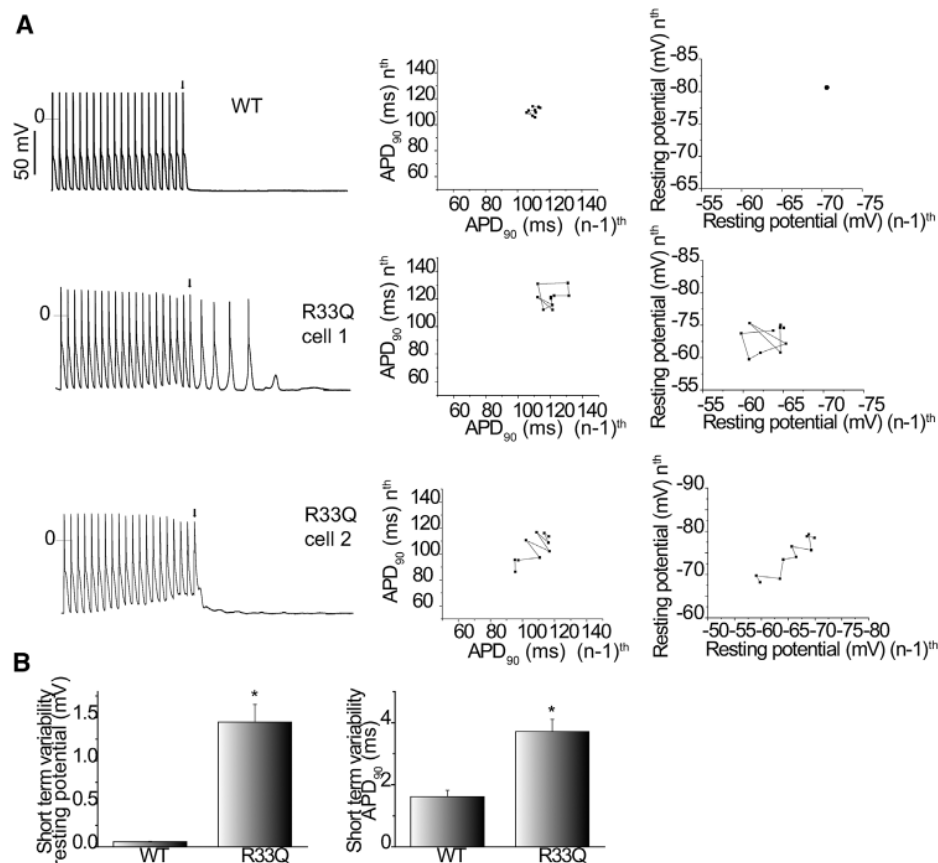 A
WT
0
50 mV
APD90 (ms) nth
140
120
100
80
60
60 80 100 120 140
APD90 (ms) (n-1)th
Resting potential (mV) nth
-85
-80
-75
-70
-65
-55 -60 -65 -70 -75
Resting potential (mV) (n-1)th
R33Q
cell 1
0
APD90 (ms) nth
140
120
100
80
60
60 80 100 120 140
APD90 (ms) (n-1)th
Resting potential (mV) nth
-85
-75
-60
-55
-55 -60 -65 -70 -75
Resting potential (mV) (n-1)th
R33Q
cell 2
0
APD90 (ms) nth
140
120
100
80
60
60 80 100 120 140
APD90 (ms) (n-1)th
Resting potential (mV) nth
-90
-80
-70
-60
-50 -55 -60 -65 -70 -75 -80
Resting potential (mV) (n-1)th
B
Short term variability
resting potential (mV)
1.5
1.0
0.5
0.0
*
WT R33Q
Short term variability
APD90 (ms)
4
2
0
*
WT R33Q